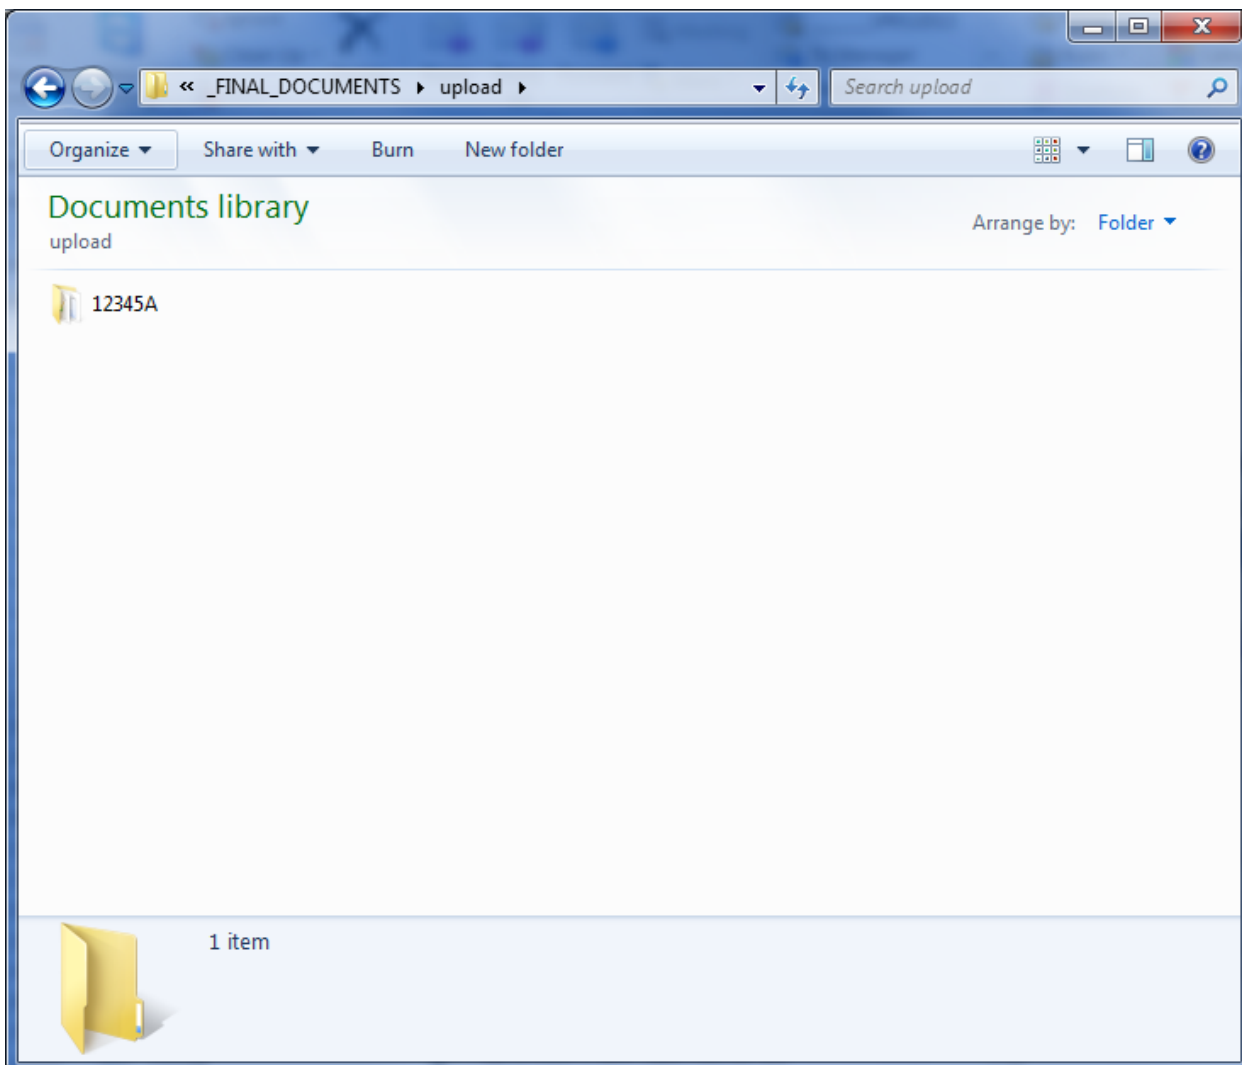 « _FINAL_DOCUMENTS ▸ upload ▸ Search upload
Organize Share with Burn New folder
Documents library
upload
Arrange by: Folder
12345A
1 item